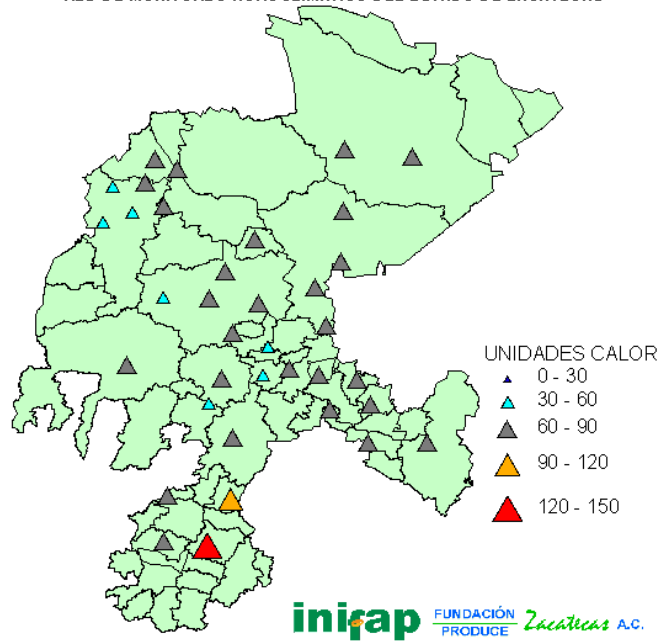 UNIDADES CALOR
0 - 30
30 - 60
60 - 90
90 - 120
120 - 150
inifap
FUNDACIÓN
PRODUCE
Zacatecas A.C.